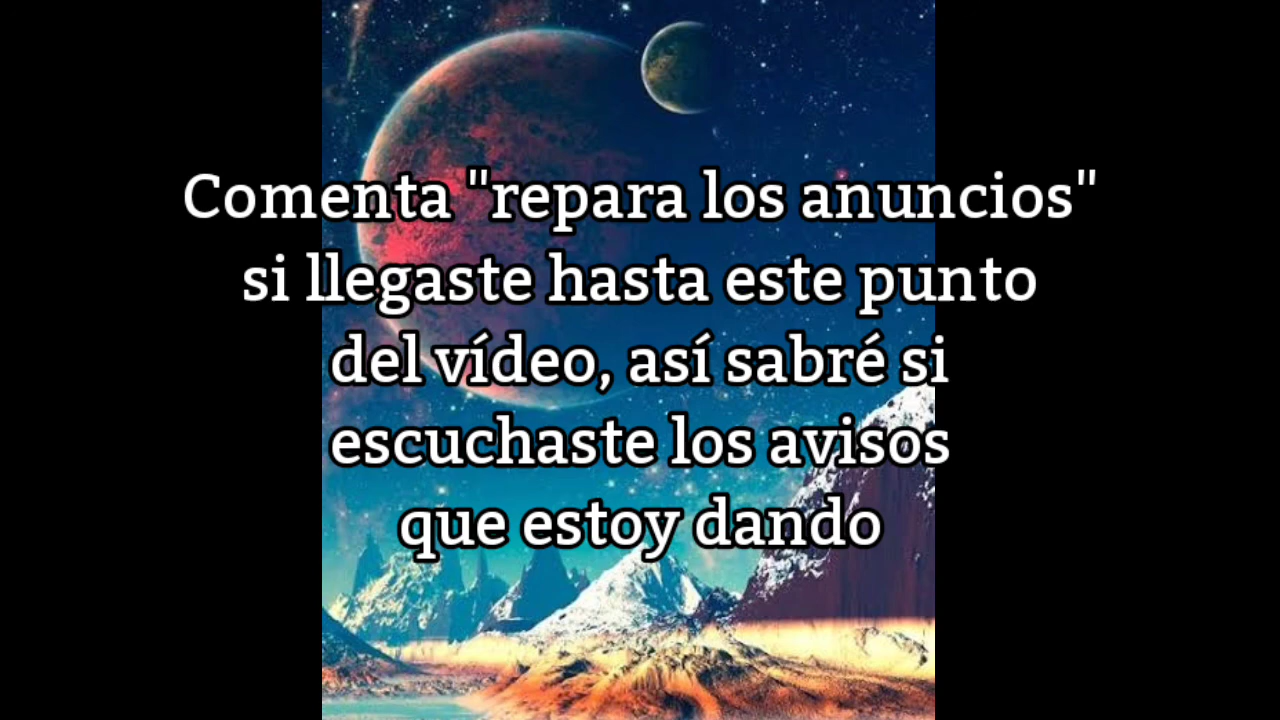 Comenta "repara los anuncios"
si llegaste hasta este punto
del vídeo, así sabré si
escuchaste los avisos
que estoy dando